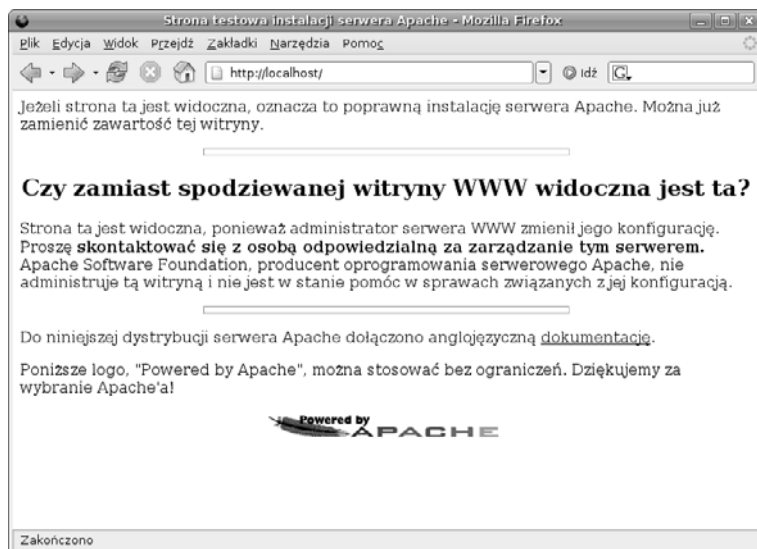 Strona testowa instalacji serwera Apache - Mozilla Firefox
Plik Edycja Widok Przejdź Zakładki Narzędzia Pomoc
http://localhost/ Idź G
Jeżeli strona ta jest widoczna, oznacza to poprawną instalację serwera Apache. Można już
zamienić zawartość tej witryny.
Czy zamiast spodziewanej witryny WWW widoczna jest ta?
Strona ta jest widoczna, ponieważ administrator serwera WWW zmienił jego konfigurację.
Proszę skontaktować się z osobą odpowiedzialną za zarządzanie tym serwerem.
Apache Software Foundation, producent oprogramowania serwerowego Apache, nie
administruje tą witryną i nie jest w stanie pomóc w sprawach związanych z jej konfiguracją.
Do niniejszej dystrybucji serwera Apache dołączono anglojęzyczną dokumentację.
Poniższe logo, "Powered by Apache", można stosować bez ograniczeń. Dziękujemy za
wybranie Apache'a!
Powered by
APACHE
Zakończono